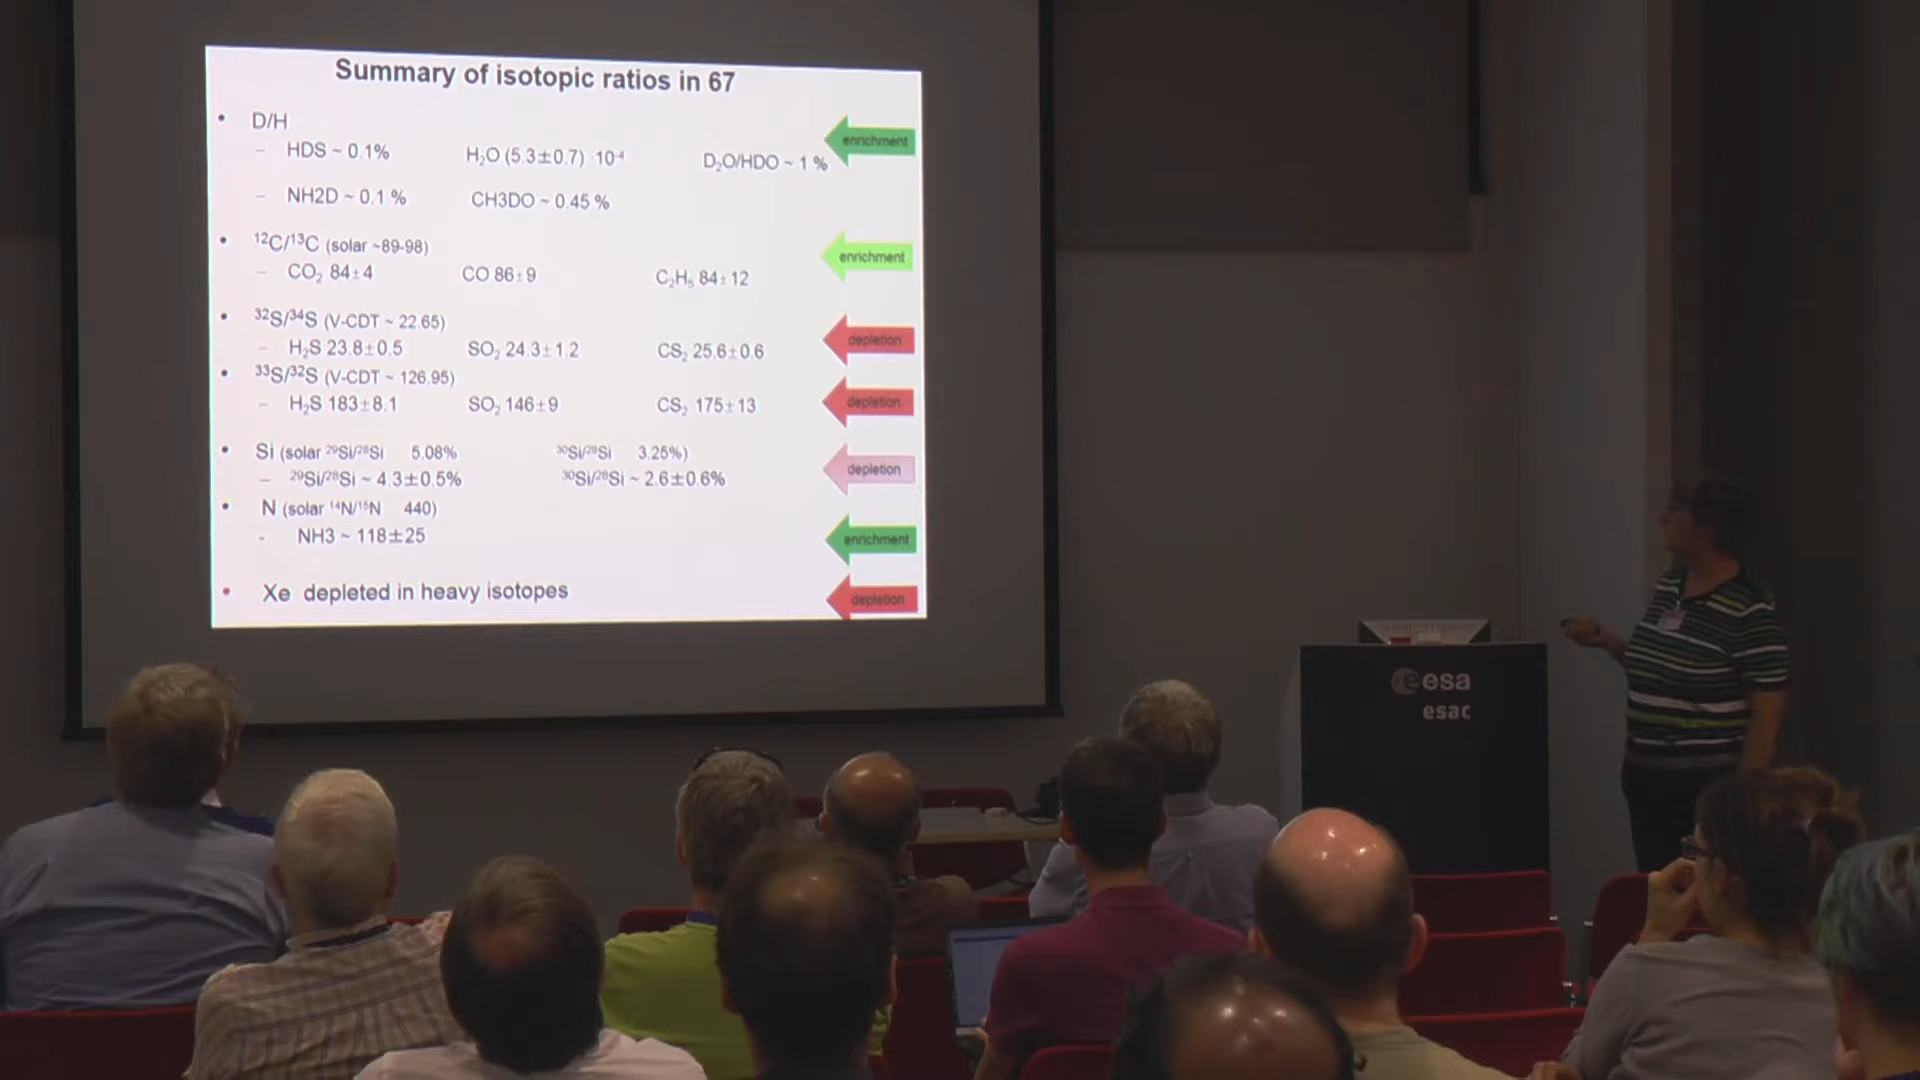 Summary of isotopic ratios in 67
• D/H
– HDS ~ 0.1% H₂O (5.3±0.7) ·10⁻⁴ D₂O/HDO ~ 1 %
– NH2D ~ 0.1 % CH3DO ~ 0.45 %
enrichment
• ¹²C/¹³C (solar ~89-98)
– CO₂ 84±4 CO 86±9 C₂H₅ 84±12
enrichment
• ³²S/³⁴S (V-CDT ~ 22.65)
– H₂S 23.8±0.5 SO₂ 24.3±1.2 CS₂ 25.6±0.6
depletion
• ³³S/³²S (V-CDT ~ 126.95)
– H₂S 183±8.1 SO₂ 146±9 CS₂ 175±13
depletion
• Si (solar ²⁹Si/²⁸Si 5.08% ³⁰Si/²⁸Si 3.25%)
– ²⁹Si/²⁸Si ~ 4.3±0.5% ³⁰Si/²⁸Si ~ 2.6±0.6%
depletion
• N (solar ¹⁴N/¹⁵N 440)
- NH3 ~ 118±25
enrichment
• Xe depleted in heavy isotopes
depletion
esa
esac